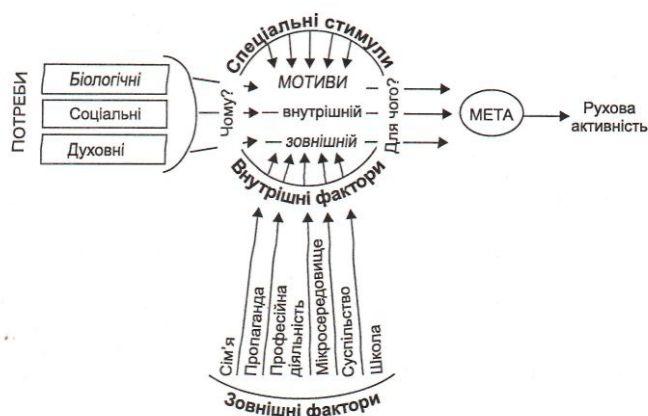 ПОТРЕБИ
Біологічні
Соціальні
Духовні
Чому?
Спеціальні стимули
МОТИВИ
внутрішній
зовнішній
Внутрішні фактори
Для чого?
МЕТА
Рухова
активність
Сім'я
Пропаганда
Професійна
діяльність
Мікросередовище
Суспільство
Школа
Зовнішні фактори